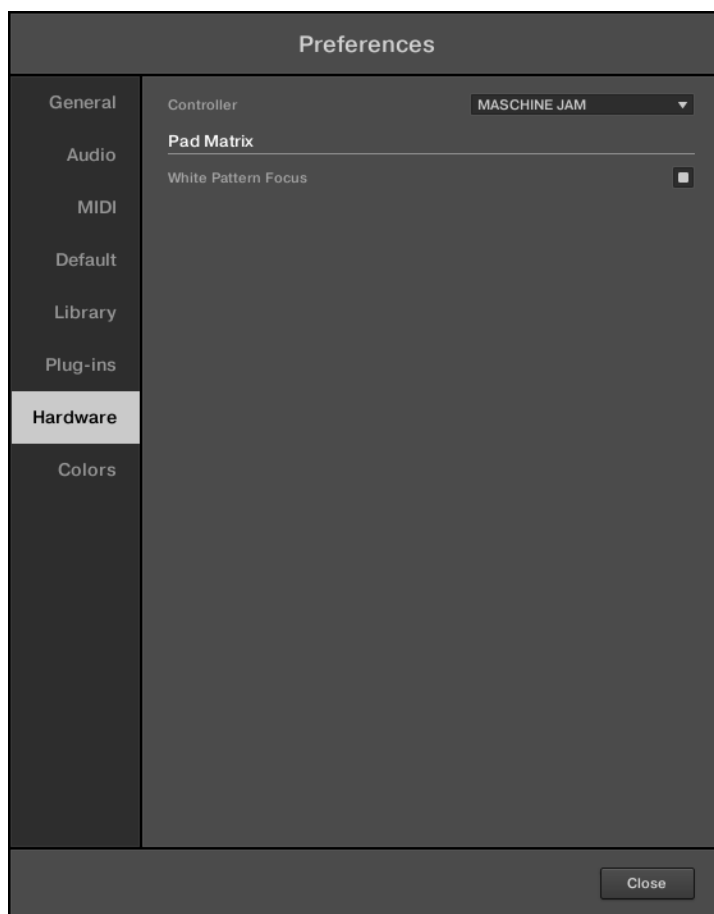 Preferences
General
Audio
MIDI
Default
Library
Plug-ins
Hardware
Colors
Controller MASCHINE JAM
Pad Matrix
White Pattern Focus
Close